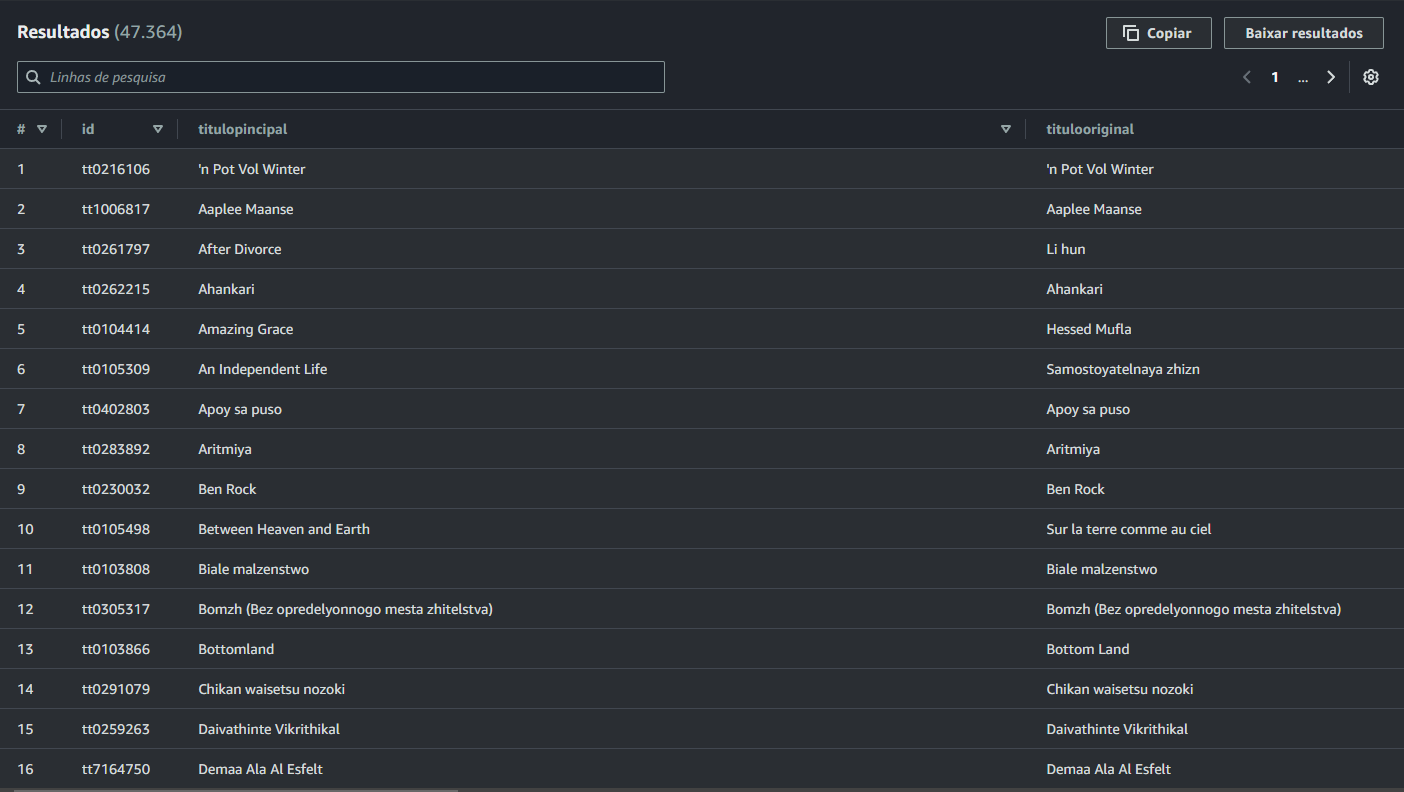 Resultados (47.364)
Copiar
Baixar resultados
Linhas de pesquisa
1 ...
# id titulopincipal titulooriginal
1 tt0216106 'n Pot Vol Winter 'n Pot Vol Winter
2 tt1006817 Aaplee Maanse Aaplee Maanse
3 tt0261797 After Divorce Li hun
4 tt0262215 Ahankari Ahankari
5 tt0104414 Amazing Grace Hessed Mufla
6 tt0105309 An Independent Life Samostoyatelnaya zhizn
7 tt0402803 Apoy sa puso Apoy sa puso
8 tt0283892 Aritmiya Aritmiya
9 tt0230032 Ben Rock Ben Rock
10 tt0105498 Between Heaven and Earth Sur la terre comme au ciel
11 tt0103808 Biale malzenstwo Biale malzenstwo
12 tt0305317 Bomzh (Bez opredelyonnogo mesta zhitelstva) Bomzh (Bez opredelyonnogo mesta zhitelstva)
13 tt0103866 Bottomland Bottom Land
14 tt0291079 Chikan waisetsu nozoki Chikan waisetsu nozoki
15 tt0259263 Daivathinte Vikrithikal Daivathinte Vikrithikal
16 tt7164750 Demaa Ala Al Esfelt Demaa Ala Al Esfelt